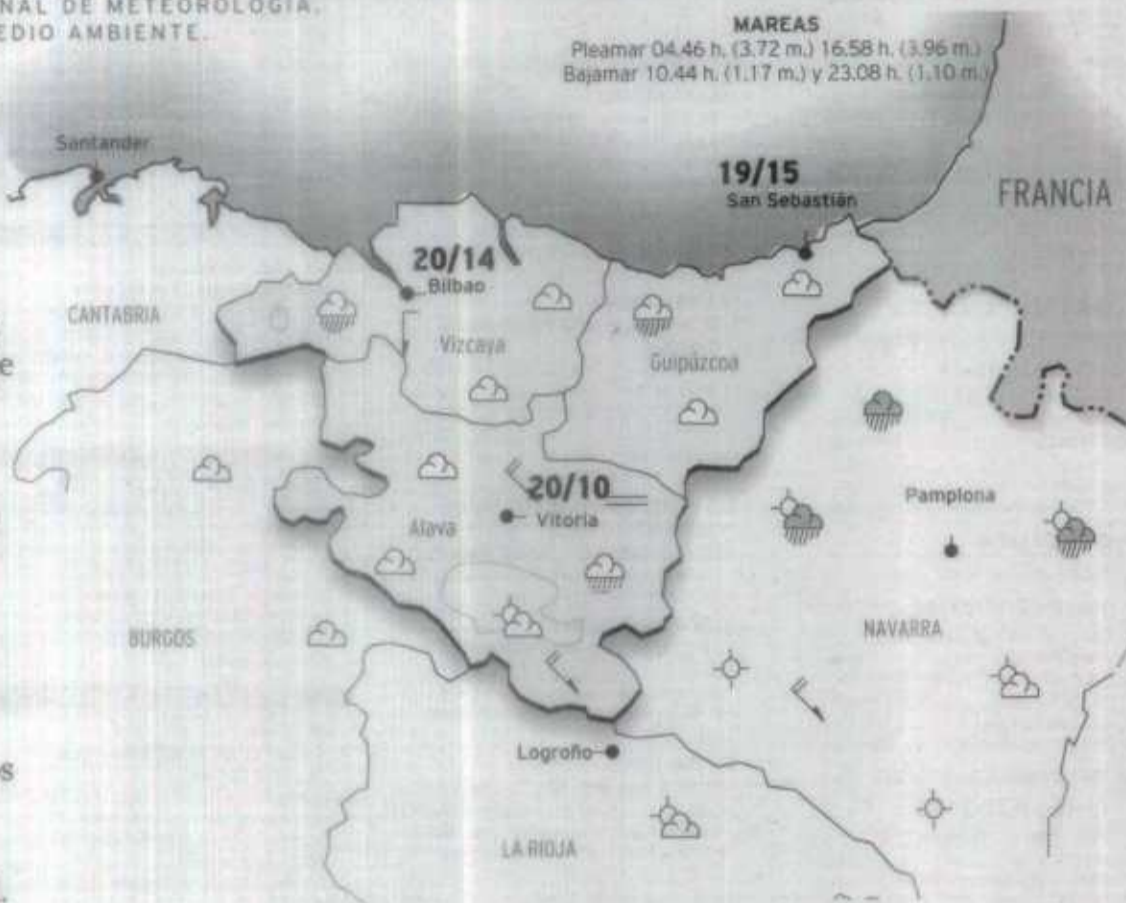 NAL DE METEOROLOGÍA.
EDIO AMBIENTE.
MAREAS
Pleamar 04.46 h. (3.72 m.) 16.58 h. (3.96 m.)
Bajamar 10.44 h. (1.17 m.) y 23.08 h. (1.10 m.)
Santander
19/15
San Sebastián
FRANCIA
20/14
Bilbao
CANTABRIA
Vizcaya
Guipúzcoa
e
20/10
Vitoria
Pamplona
Alava
BURGOS
NAVARRA
os
Logroño
LA RIOJA